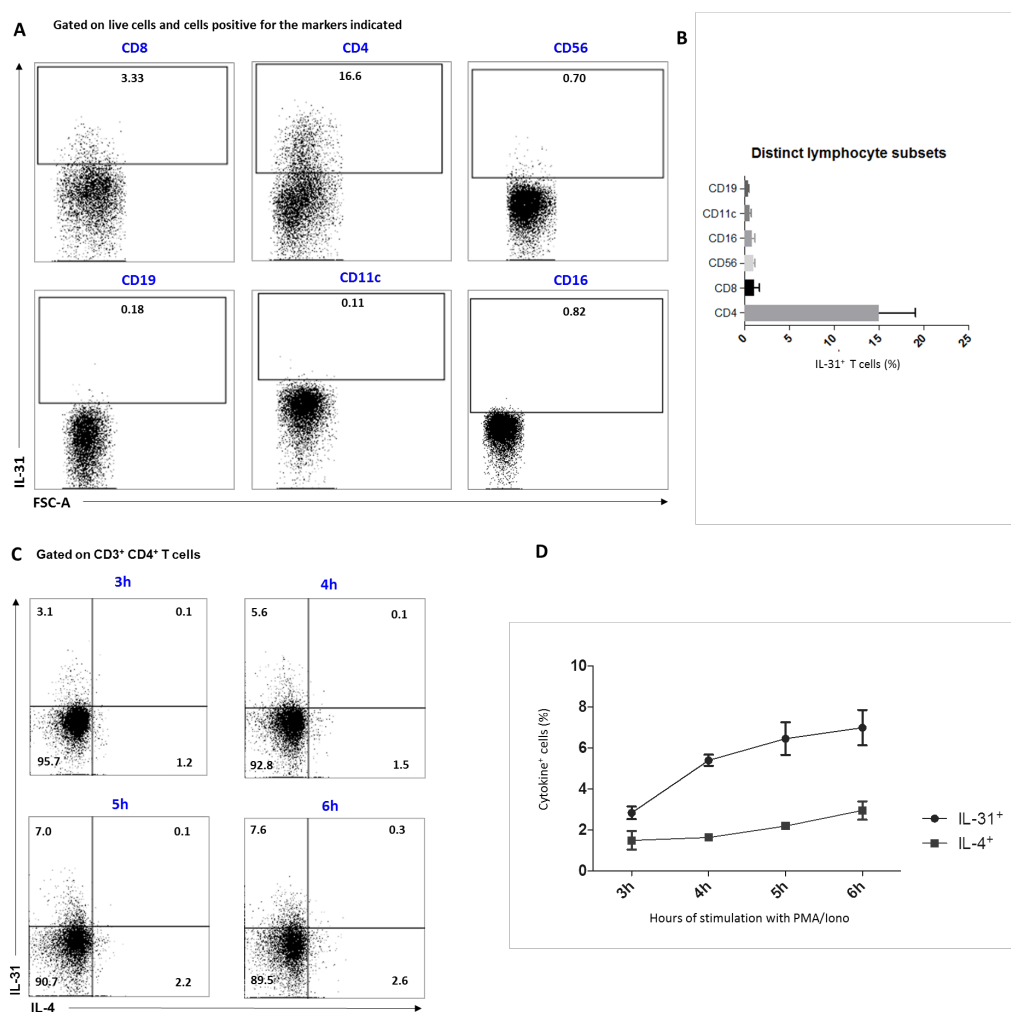 A Gated on live cells and cells positive for the markers indicated
CD8 CD4 CD56
3.33 16.6 0.70
CD19 CD11c CD16
0.18 0.11 0.82
IL-31
FSC-A
B
Distinct lymphocyte subsets
CD19
CD11c
CD16
CD56
CD8
CD4
0 5 10 15 20 25
IL-31⁺ T cells (%)
C Gated on CD3⁺ CD4⁺ T cells
3h 4h
3.1 0.1 5.6 0.1
95.7 1.2 92.8 1.5
5h 6h
7.0 0.1 7.6 0.3
90.7 2.2 89.5 2.6
IL-31
IL-4
D
10
8
6
4
2
0
Cytokine⁺ cells (%)
3h 4h 5h 6h
Hours of stimulation with PMA/Iono
IL-31⁺
IL-4⁺